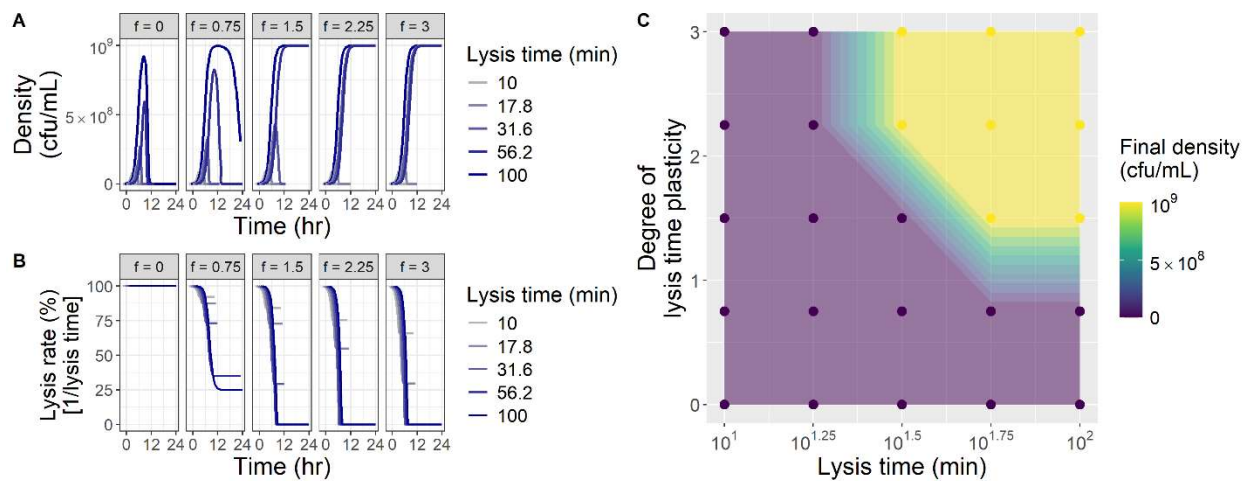 A
f = 0 f = 0.75 f = 1.5 f = 2.25 f = 3
Density
(cfu/mL)
10⁹
5 × 10⁸
0
0 12 24 0 12 24 0 12 24 0 12 24 0 12 24
Time (hr)
Lysis time (min)
10
17.8
31.6
56.2
100
B
f = 0 f = 0.75 f = 1.5 f = 2.25 f = 3
Lysis rate (%)
[1/lysis time]
100
75
50
25
0
0 12 24 0 12 24 0 12 24 0 12 24 0 12 24
Time (hr)
Lysis time (min)
10
17.8
31.6
56.2
100
C
Degree of
lysis time plasticity
3
2
1
0
10¹ 10¹·²⁵ 10¹·⁵ 10¹·⁷⁵ 10²
Lysis time (min)
Final density
(cfu/mL)
10⁹
5 × 10⁸
0